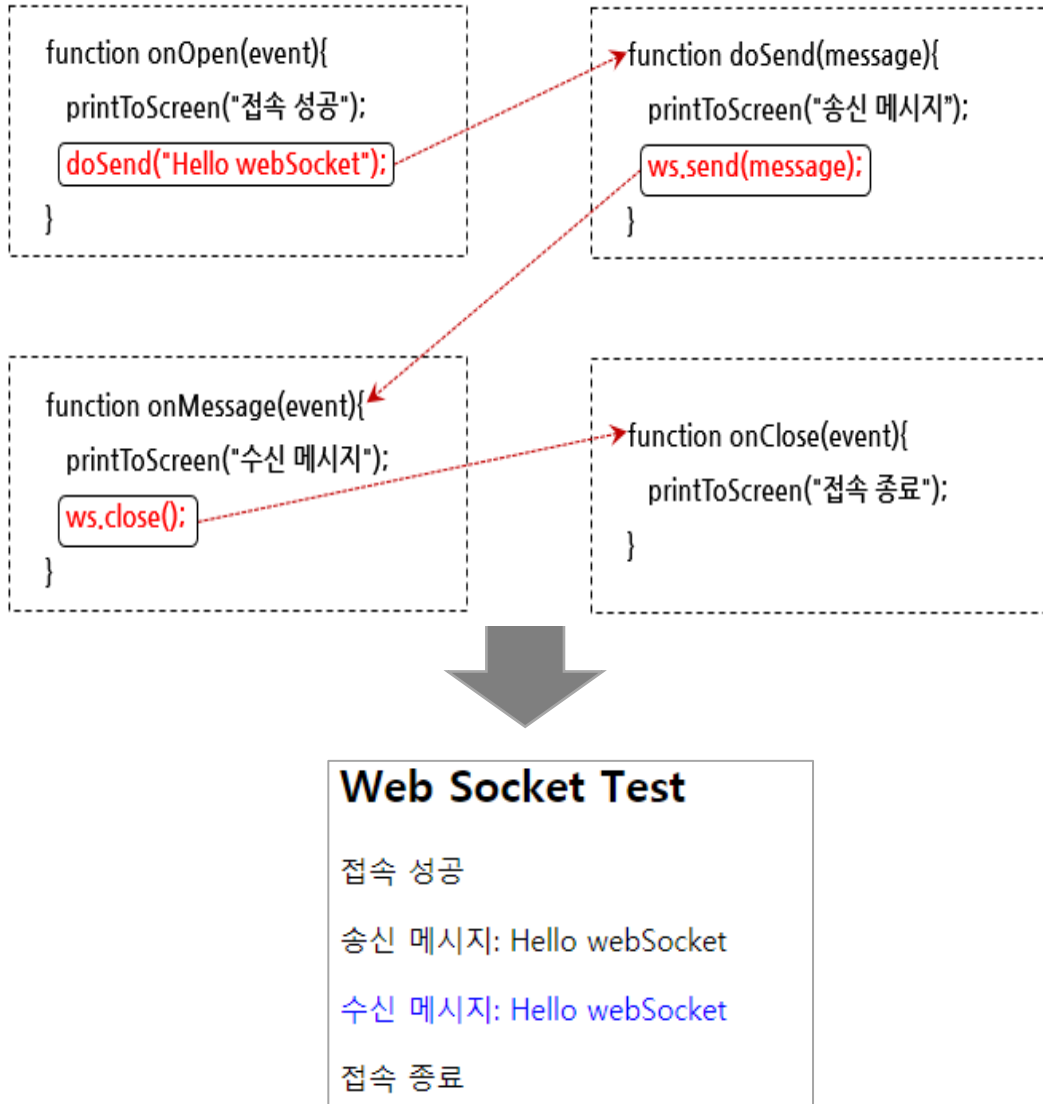 function onOpen(event){
printToScreen("접속 성공");
doSend("Hello webSocket");
}
function doSend(message){
printToScreen("송신 메시지”);
ws.send(message);
}
function onMessage(event){
printToScreen("수신 메시지");
ws.close();
}
function onClose(event){
printToScreen("접속 종료");
}
Web Socket Test
접속 성공
송신 메시지: Hello webSocket
수신 메시지: Hello webSocket
접속 종료